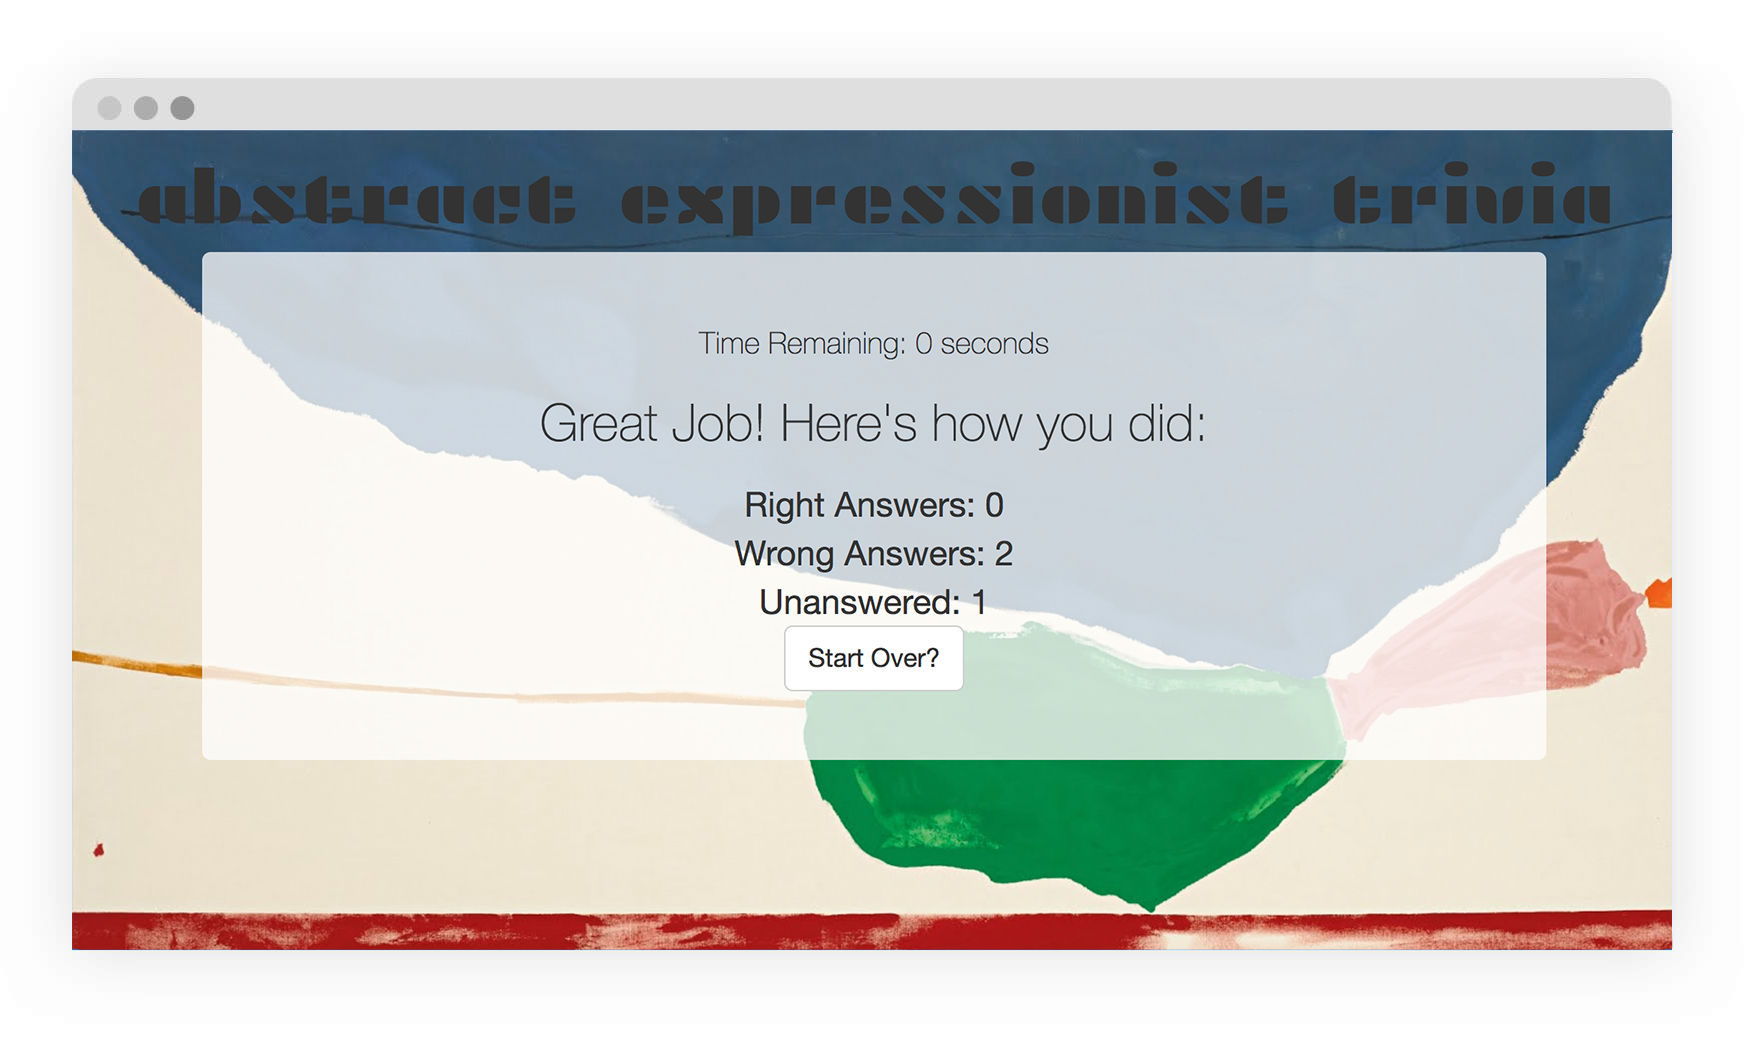 abstract expressionist trivia
Time Remaining: 0 seconds
Great Job! Here's how you did:
Right Answers: 0
Wrong Answers: 2
Unanswered: 1
Start Over?